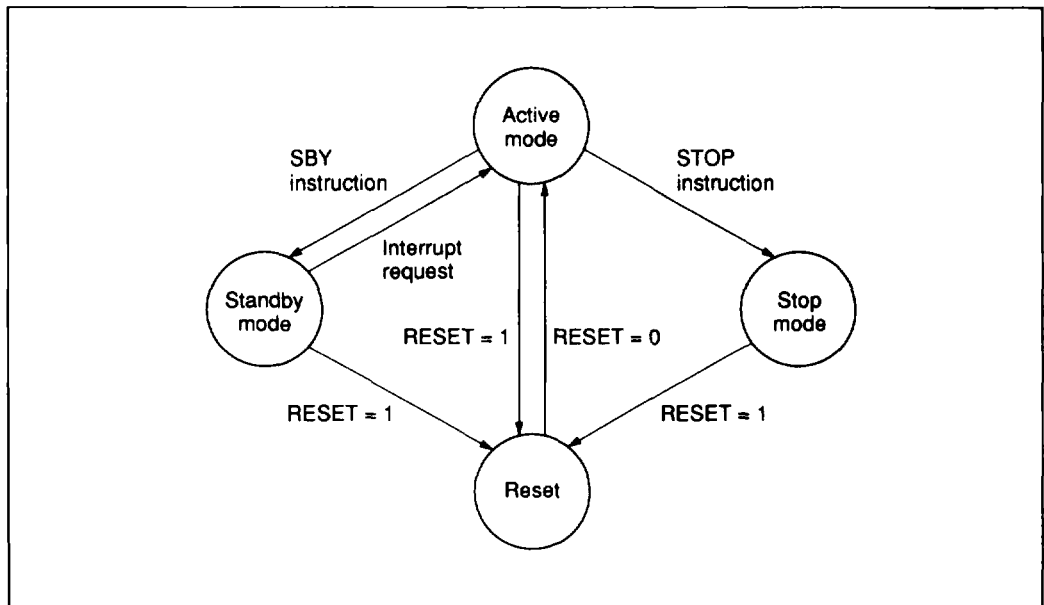 Active
mode
SBY
instruction
STOP
instruction
Interrupt
request
Standby
mode
Stop
mode
RESET = 1
RESET = 0
RESET = 1
RESET = 1
Reset